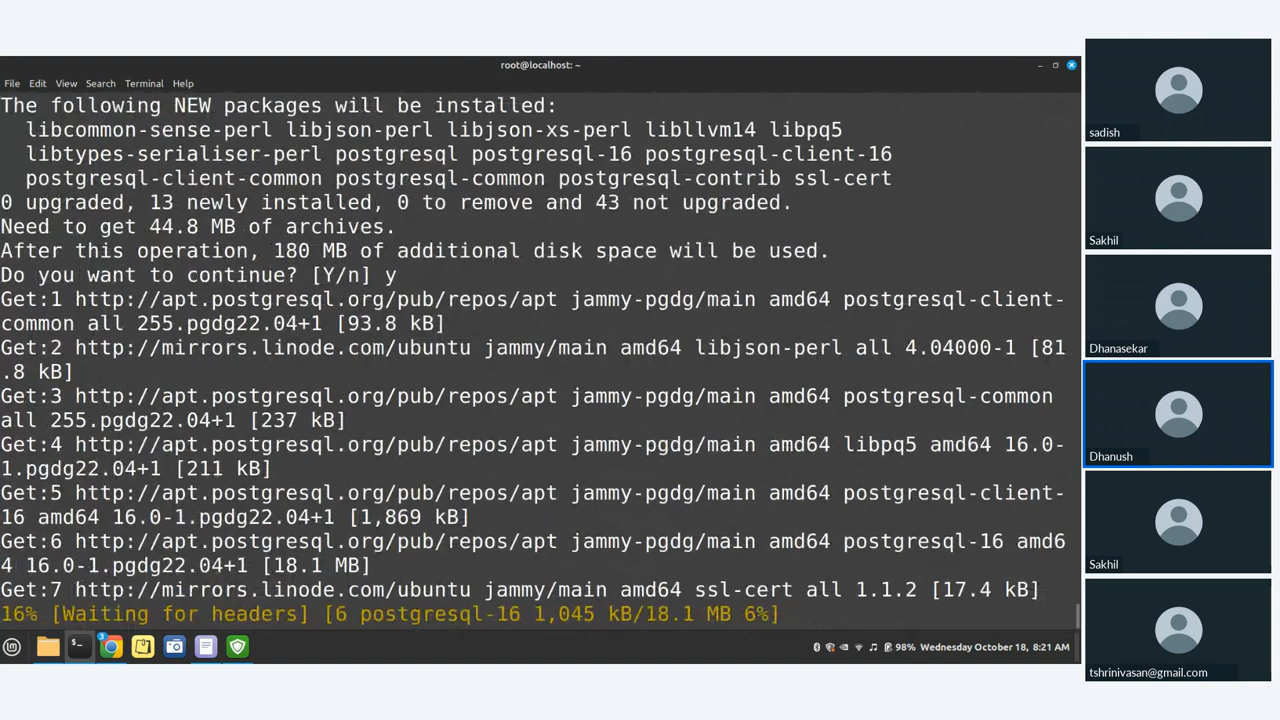 root@localhost: ~
File Edit View Search Terminal Help
The following NEW packages will be installed:
libcommon-sense-perl libjson-perl libjson-xs-perl libllvm14 libpq5
libtypes-serialiser-perl postgresql postgresql-16 postgresql-client-16
postgresql-client-common postgresql-common postgresql-contrib ssl-cert
0 upgraded, 13 newly installed, 0 to remove and 43 not upgraded.
Need to get 44.8 MB of archives.
After this operation, 180 MB of additional disk space will be used.
Do you want to continue? [Y/n] y
Get:1 http://apt.postgresql.org/pub/repos/apt jammy-pgdg/main amd64 postgresql-client-
common all 255.pgdg22.04+1 [93.8 kB]
Get:2 http://mirrors.linode.com/ubuntu jammy/main amd64 libjson-perl all 4.04000-1 [81
.8 kB]
Get:3 http://apt.postgresql.org/pub/repos/apt jammy-pgdg/main amd64 postgresql-common
all 255.pgdg22.04+1 [237 kB]
Get:4 http://apt.postgresql.org/pub/repos/apt jammy-pgdg/main amd64 libpq5 amd64 16.0-
1.pgdg22.04+1 [211 kB]
Get:5 http://apt.postgresql.org/pub/repos/apt jammy-pgdg/main amd64 postgresql-client-
16 amd64 16.0-1.pgdg22.04+1 [1,869 kB]
Get:6 http://apt.postgresql.org/pub/repos/apt jammy-pgdg/main amd64 postgresql-16 amd6
4 16.0-1.pgdg22.04+1 [18.1 MB]
Get:7 http://mirrors.linode.com/ubuntu jammy/main amd64 ssl-cert all 1.1.2 [17.4 kB]
16% [Waiting for headers] [6 postgresql-16 1,045 kB/18.1 MB 6%]
3
98% Wednesday October 18, 8:21 AM
sadish
Sakhil
Dhanasekar
Dhanush
Sakhil
tshrinivasan@gmail.com